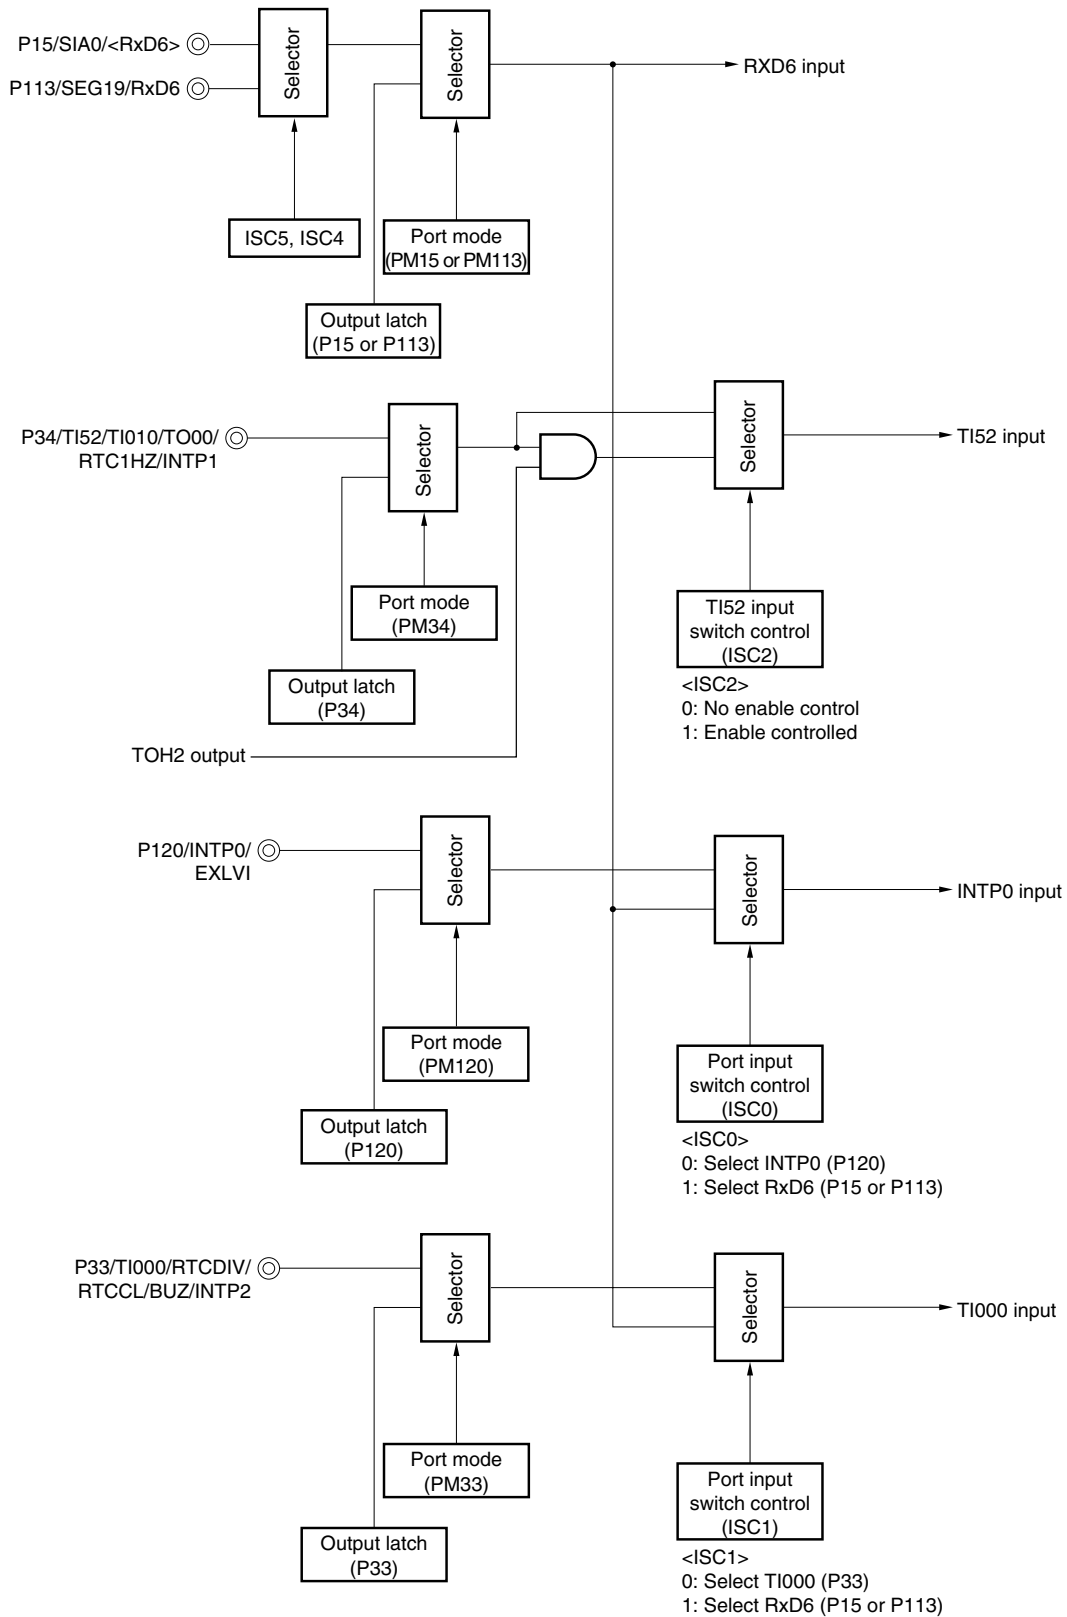 P15/SIA0/<RxD6>
P113/SEG19/RxD6
Selector
Selector
RXD6 input
ISC5, ISC4
Port mode
(PM15 or PM113)
Output latch
(P15 or P113)
P34/TI52/TI010/TO00/
RTC1HZ/INTP1
Selector
Selector
TI52 input
Port mode
(PM34)
Output latch
(P34)
TI52 input
switch control
(ISC2)
<ISC2>
0: No enable control
1: Enable controlled
TOH2 output
P120/INTP0/
EXLVI
Selector
Selector
INTP0 input
Port mode
(PM120)
Output latch
(P120)
Port input
switch control
(ISC0)
<ISC0>
0: Select INTP0 (P120)
1: Select RxD6 (P15 or P113)
P33/TI000/RTCDIV/
RTCCL/BUZ/INTP2
Selector
Selector
TI000 input
Port mode
(PM33)
Output latch
(P33)
Port input
switch control
(ISC1)
<ISC1>
0: Select TI000 (P33)
1: Select RxD6 (P15 or P113)